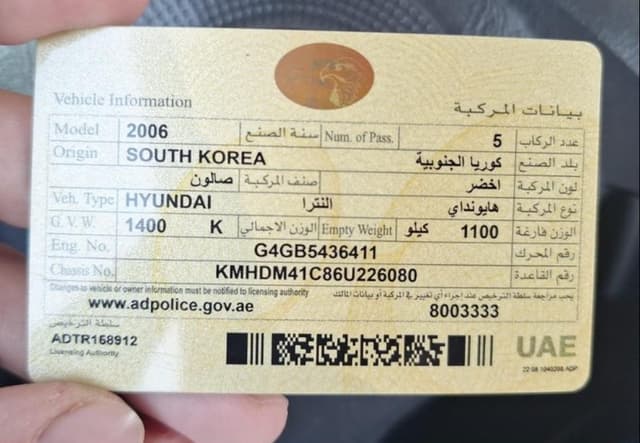 Vehicle Information بيانات المركبة
Model 2006 سنة الصنع Num. of Pass. 5 عدد الركاب
Origin SOUTH KOREA كوريا الجنوبية بلد الصنع
صالون صنف المركبة اخضر لون المركبة
Veh. Type HYUNDAI النترا هايونداي نوع المركبة
G. V. W. 1400 K الوزن الاجمالي Empty Weight كيلو 1100 الوزن فارغة
Eng. No. G4GB5436411 رقم المحرك
Chassis No. KMHDM41C86U226080 رقم القاعدة
Changes to vehicle or owner information must be notified to licensing authority يجب مراجعة سلطة الترخيص عند إجراء أي تغيير في المركبة أو بيانات المالك
www.adpolice.gov.ae 8003333
سلطة الترخيص
ADTR168912
Licensing Authority
UAE